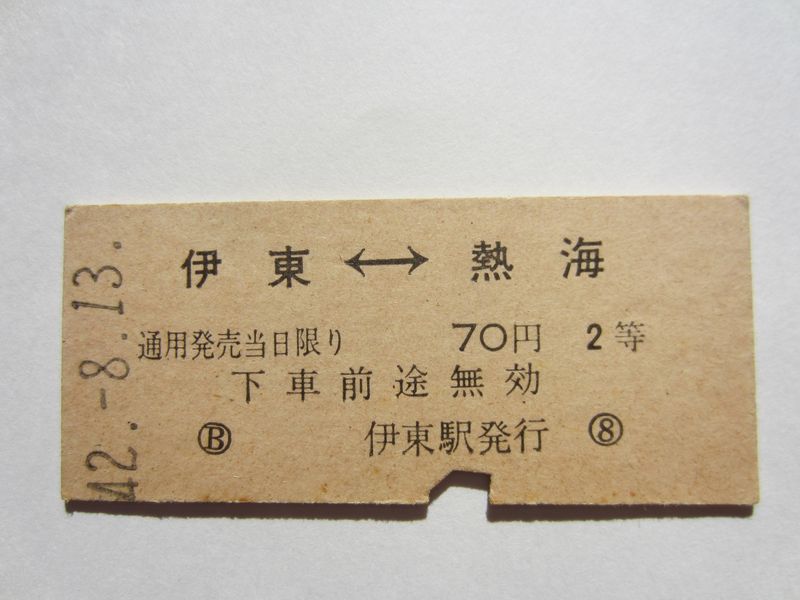 42.-8.13.
伊東↔熱海
通用発売当日限り 70円 2等
下車前途無効
Ⓑ 伊東駅発行 ⑧